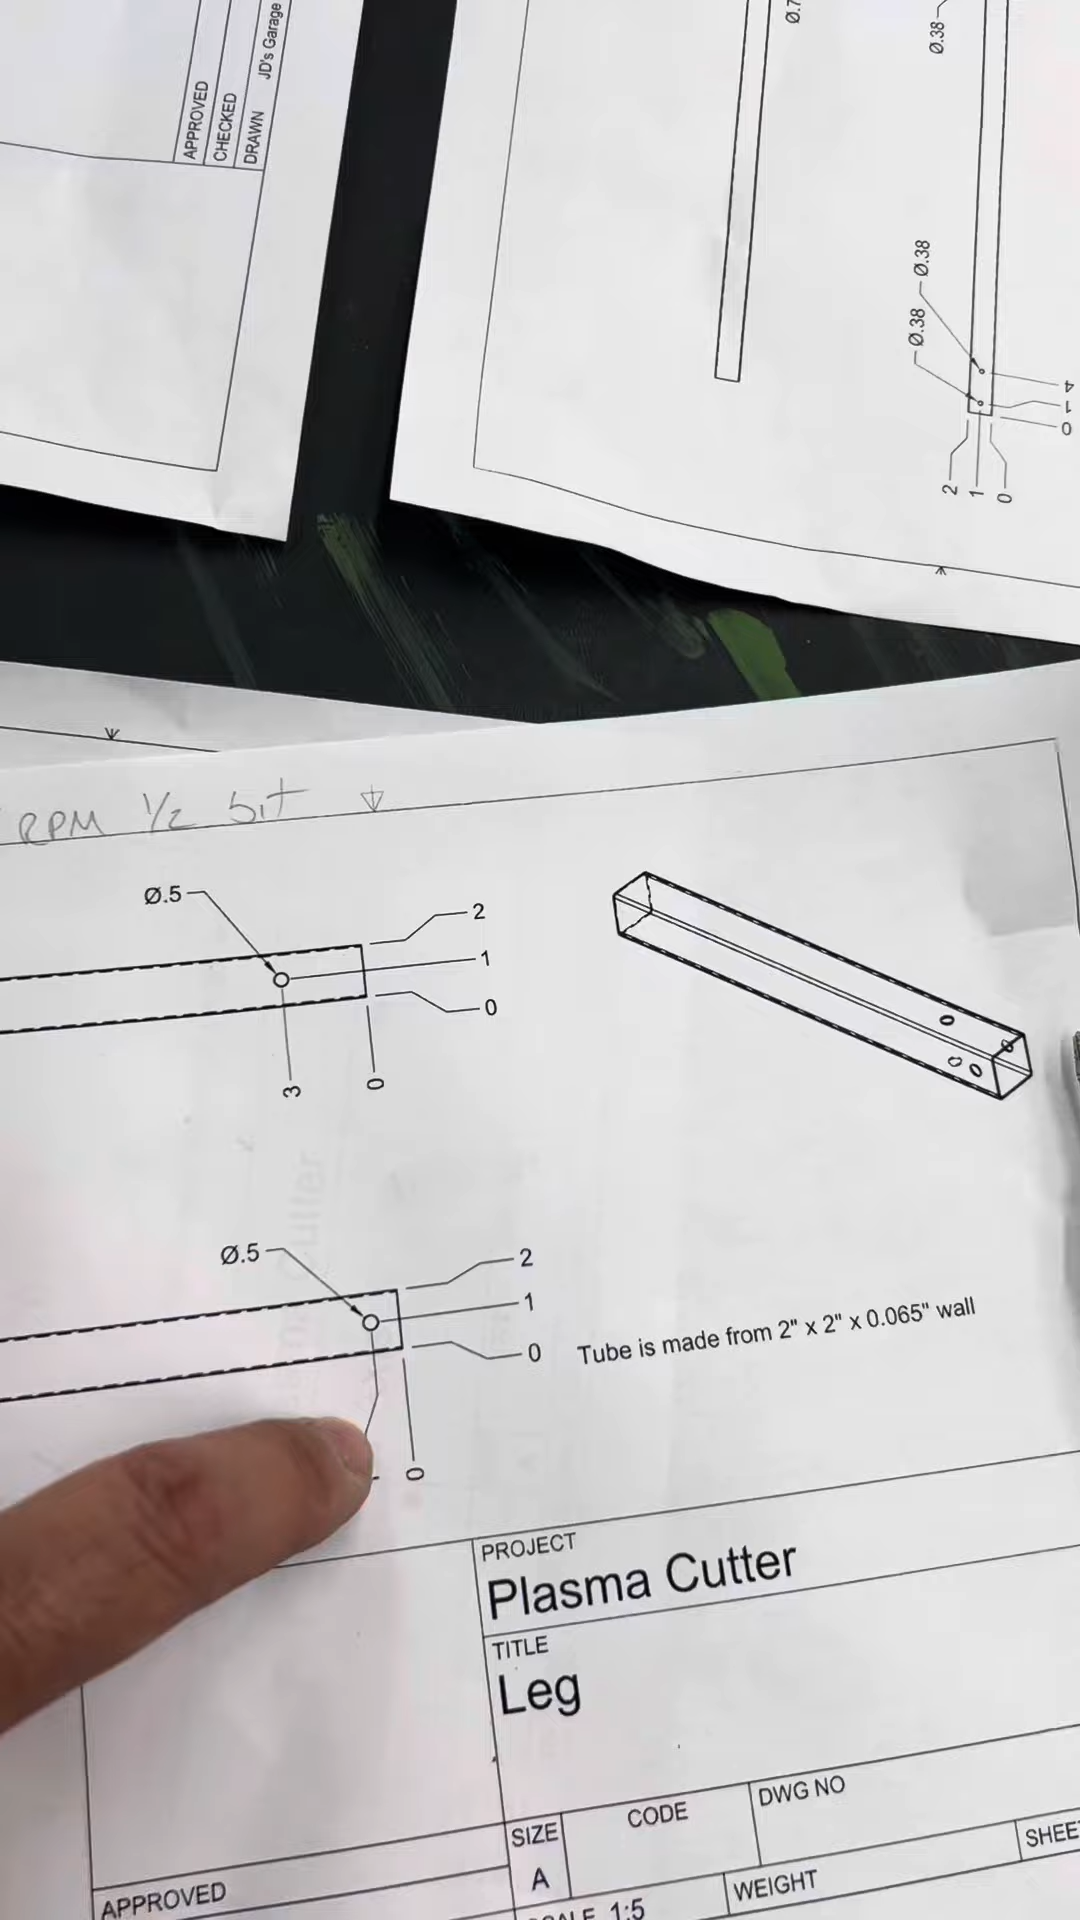 APPROVED
CHECKED
DRAWN JD's Garage
Ø.38
Ø.38
Ø.38
4
1
0
2
1
0
RPM 1/2 bit
Ø.5
2
1
0
3
0
Ø.5
2
1
0
Tube is made from 2" x 2" x 0.065" wall
0
PROJECT
Plasma Cutter
TITLE
Leg
SIZE
A
CODE
DWG NO
APPROVED
1:5
WEIGHT